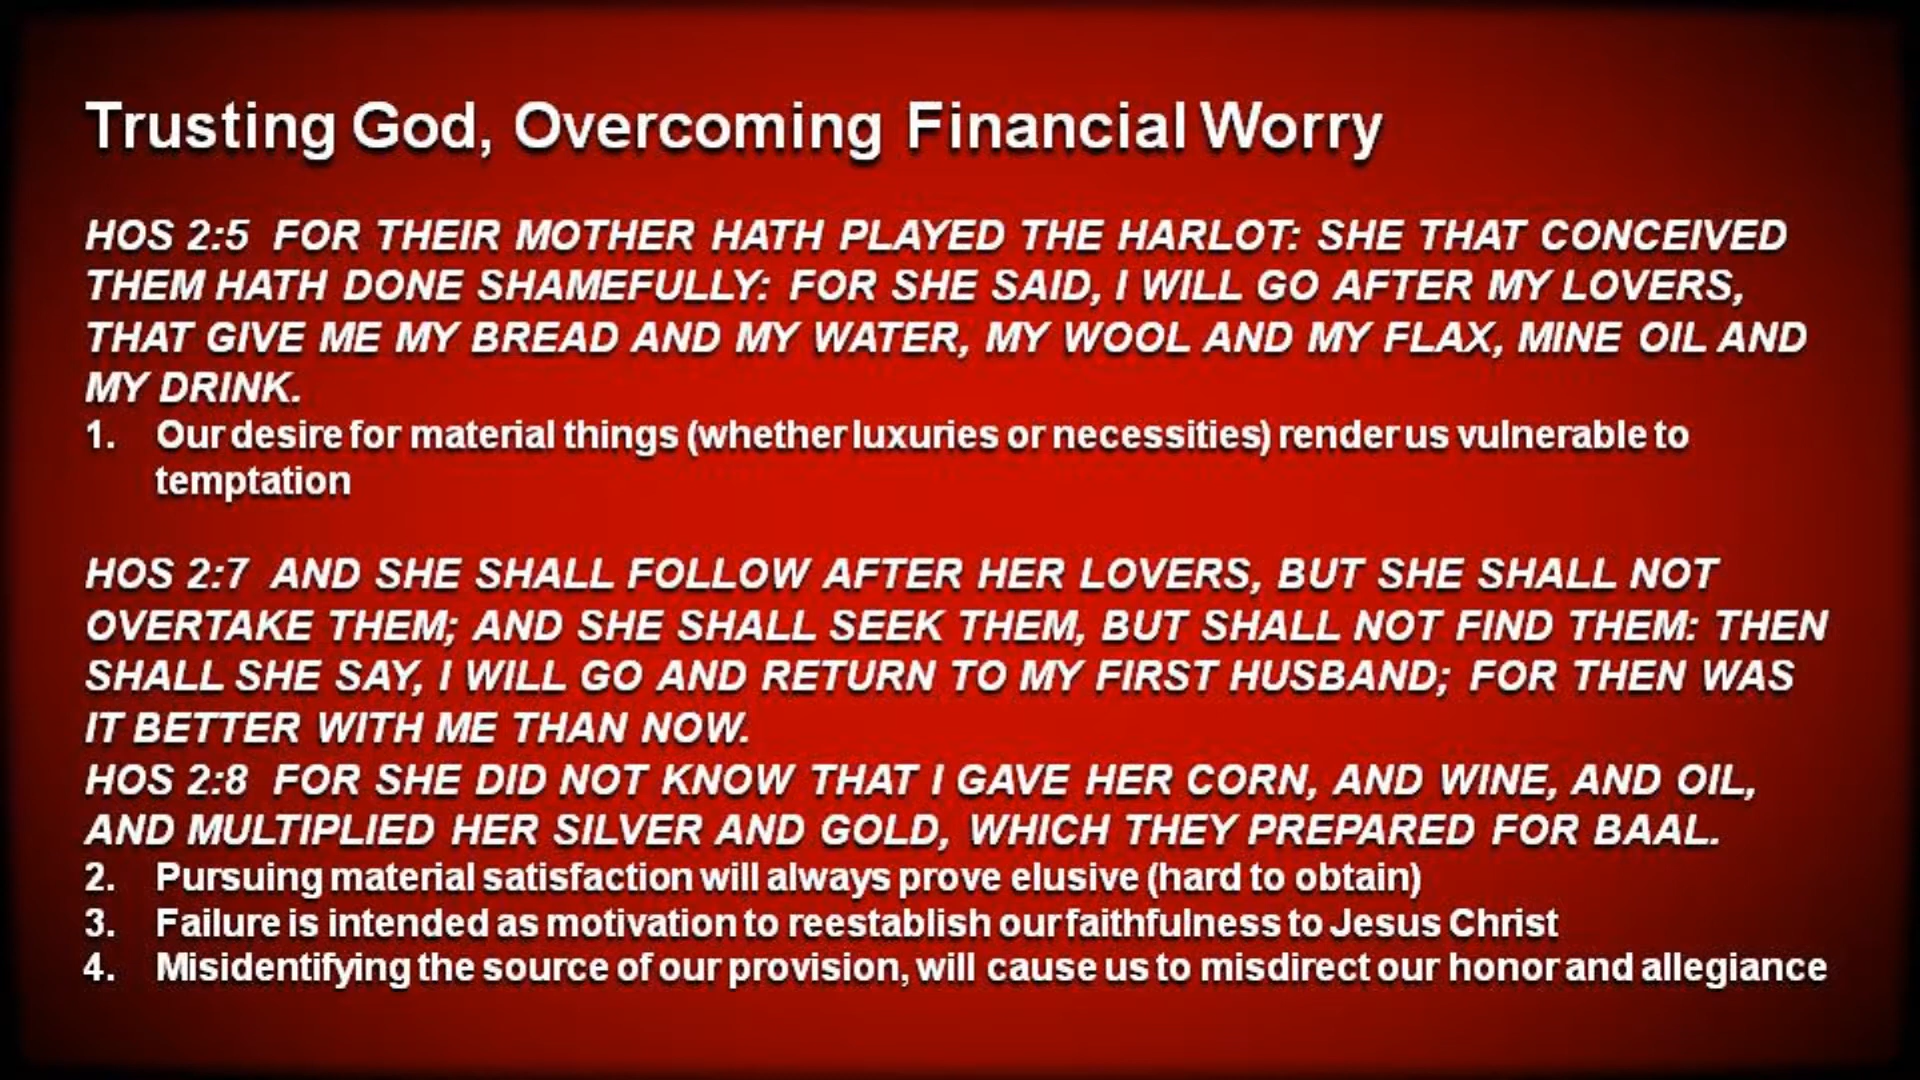 Trusting God, Overcoming Financial Worry
HOS 2:5 FOR THEIR MOTHER HATH PLAYED THE HARLOT: SHE THAT CONCEIVED
THEM HATH DONE SHAMEFULLY: FOR SHE SAID, I WILL GO AFTER MY LOVERS,
THAT GIVE ME MY BREAD AND MY WATER, MY WOOL AND MY FLAX, MINE OIL AND
MY DRINK.
1. Our desire for material things (whether luxuries or necessities) render us vulnerable to
temptation
HOS 2:7 AND SHE SHALL FOLLOW AFTER HER LOVERS, BUT SHE SHALL NOT
OVERTAKE THEM; AND SHE SHALL SEEK THEM, BUT SHALL NOT FIND THEM: THEN
SHALL SHE SAY, I WILL GO AND RETURN TO MY FIRST HUSBAND; FOR THEN WAS
IT BETTER WITH ME THAN NOW.
HOS 2:8 FOR SHE DID NOT KNOW THAT I GAVE HER CORN, AND WINE, AND OIL,
AND MULTIPLIED HER SILVER AND GOLD, WHICH THEY PREPARED FOR BAAL.
2. Pursuing material satisfaction will always prove elusive (hard to obtain)
3. Failure is intended as motivation to reestablish our faithfulness to Jesus Christ
4. Misidentifying the source of our provision, will cause us to misdirect our honor and allegiance